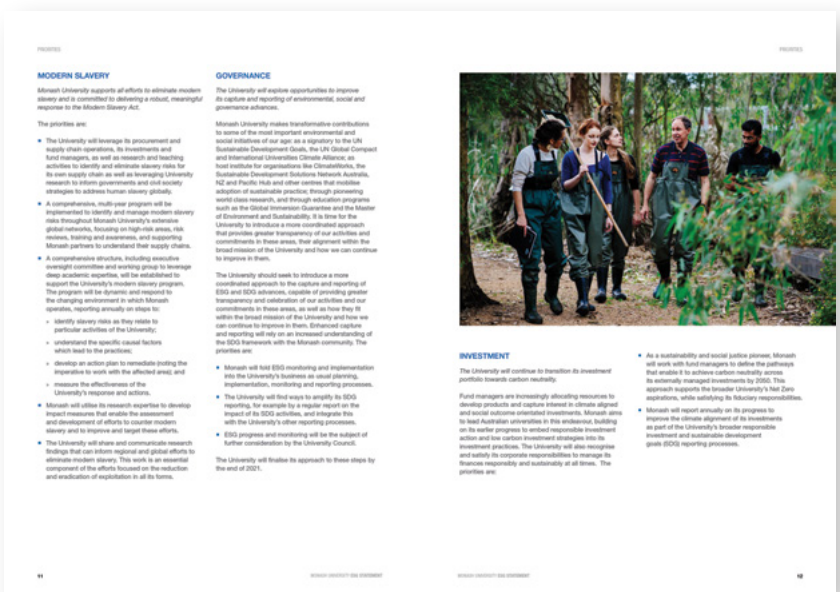 PRIORITIES
MODERN SLAVERY
Monash University supports all efforts to eliminate modern
slavery and is committed to delivering a robust, meaningful
response to the Modern Slavery Act.
The priorities are:
• The University will leverage its procurement and
supply chain operations, its investments and
fund managers, as well as research and teaching
activities to identify and eliminate slavery risks for
its own supply chain as well as leveraging University
research to inform governments and civil society
strategies to address human slavery globally.
• A comprehensive, multi-year program will be
implemented to identify and manage modern slavery
risks throughout Monash University's extensive
global networks, focusing on high-risk areas, risk
reviews, training and awareness, and supporting
Monash partners to understand their supply chains.
• A comprehensive structure, including executive
oversight committee and working group to leverage
deep academic expertise, will be established to
support the University's modern slavery program.
The program will be dynamic and respond to
the changing environment in which Monash
operates, reporting annually on steps to:
» identify slavery risks as they relate to
particular activities of the University;
» understand the specific causal factors
which lead to the practices;
» develop an action plan to remediate (noting the
imperative to work with the affected area); and
» measure the effectiveness of the
University's response and actions.
• Monash will utilise its research expertise to develop
impact measures that enable the assessment
and development of efforts to counter modern
slavery and to improve and target these efforts.
• The University will share and communicate research
findings that can inform regional and global efforts to
eliminate modern slavery. This work is an essential
component of the efforts focused on the reduction
and eradication of exploitation in all its forms.
GOVERNANCE
The University will explore opportunities to improve
its capture and reporting of environmental, social and
governance advances.
Monash University makes transformative contributions
to some of the most important environmental and
social initiatives of our age: as a signatory to the UN
Sustainable Development Goals, the UN Global Compact
and International Universities Climate Alliance; as
host institute for organisations like ClimateWorks, the
Sustainable Development Solutions Network Australia,
NZ and Pacific Hub and other centres that mobilise
adoption of sustainable practice; through pioneering
world class research, and through education programs
such as the Global Immersion Guarantee and the Master
of Environment and Sustainability. It is time for the
University to introduce a more coordinated approach
that provides greater transparency of our activities and
commitments in these areas, their alignment within the
broad mission of the University and how we can continue
to improve in them.
The University should seek to introduce a more
coordinated approach to the capture and reporting of
ESG and SDG advances, capable of providing greater
transparency and celebration of our activities and our
commitments in these areas, as well as how they fit
within the broad mission of the University and how we
can continue to improve in them. Enhanced capture
and reporting will rely on an increased understanding of
the SDG framework with the Monash community. The
priorities are:
• Monash will fold ESG monitoring and implementation
into the University's business as usual planning,
implementation, monitoring and reporting processes.
• The University will find ways to amplify its SDG
reporting, for example by a regular report on the
impact of its SDG activities, and integrate this
with the University's other reporting processes.
• ESG progress and monitoring will be the subject of
further consideration by the University Council.
The University will finalise its approach to these steps by
the end of 2021.
11
MONASH UNIVERSITY ESG STATEMENT
PRIORITIES
INVESTMENT
The University will continue to transition its investment
portfolio towards carbon neutrality.
Fund managers are increasingly allocating resources to
develop products and capture interest in climate aligned
and social outcome orientated investments. Monash aims
to lead Australian universities in this endeavour, building
on its earlier progress to embed responsible investment
action and low carbon investment strategies into its
investment practices. The University will also recognise
and satisfy its corporate responsibilities to manage its
finances responsibly and sustainably at all times. The
priorities are:
• As a sustainability and social justice pioneer, Monash
will work with fund managers to define the pathways
that enable it to achieve carbon neutrality across
its externally managed investments by 2050. This
approach supports the broader University's Net Zero
aspirations, while satisfying its fiduciary responsibilities.
• Monash will report annually on its progress to
improve the climate alignment of its investments
as part of the University's broader responsible
investment and sustainable development
goals (SDG) reporting processes.
MONASH UNIVERSITY ESG STATEMENT
12